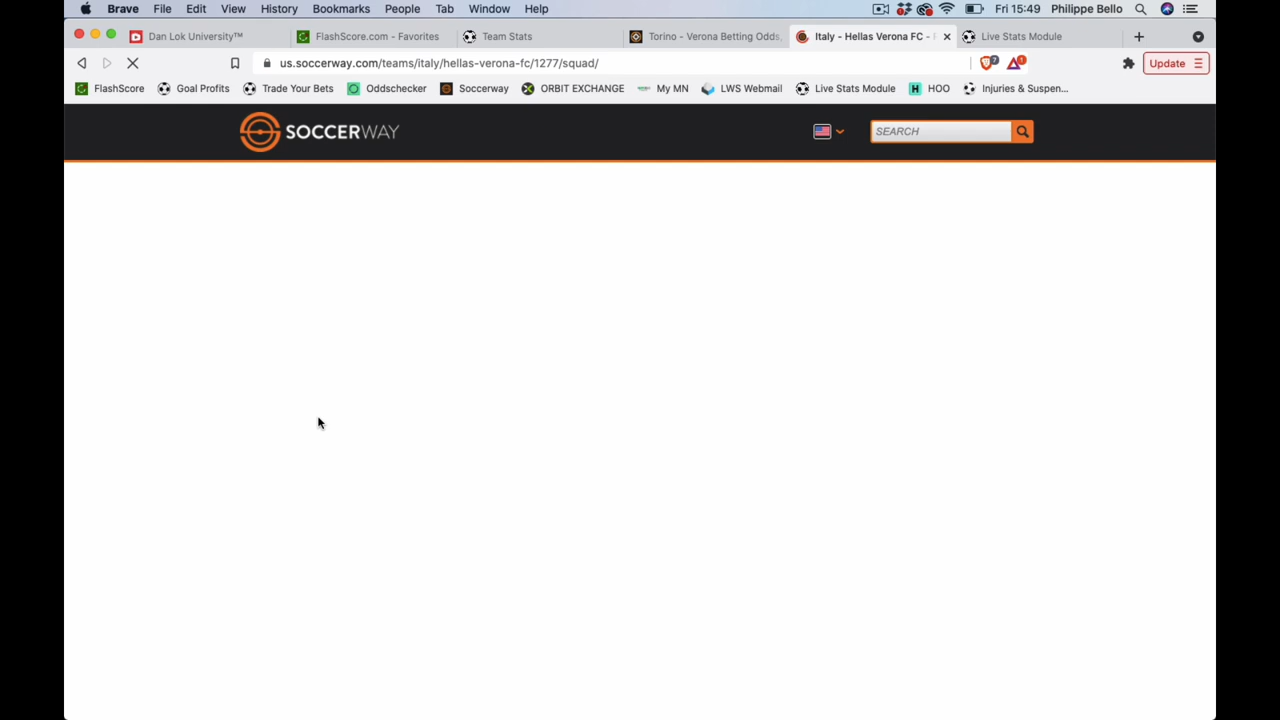 Brave File Edit View History Bookmarks People Tab Window Help Fri 15:49 Philippe Bello
Dan Lok University™ FlashScore.com - Favorites Team Stats Torino - Verona Betting Odds, Italy - Hellas Verona FC - Live Stats Module
us.soccerway.com/teams/italy/hellas-verona-fc/1277/squad/ 7 1 Update
FlashScore Goal Profits Trade Your Bets Oddschecker Soccerway ORBIT EXCHANGE My MN LWS Webmail Live Stats Module H HOO Injuries & Suspen...
SOCCERWAY SEARCH